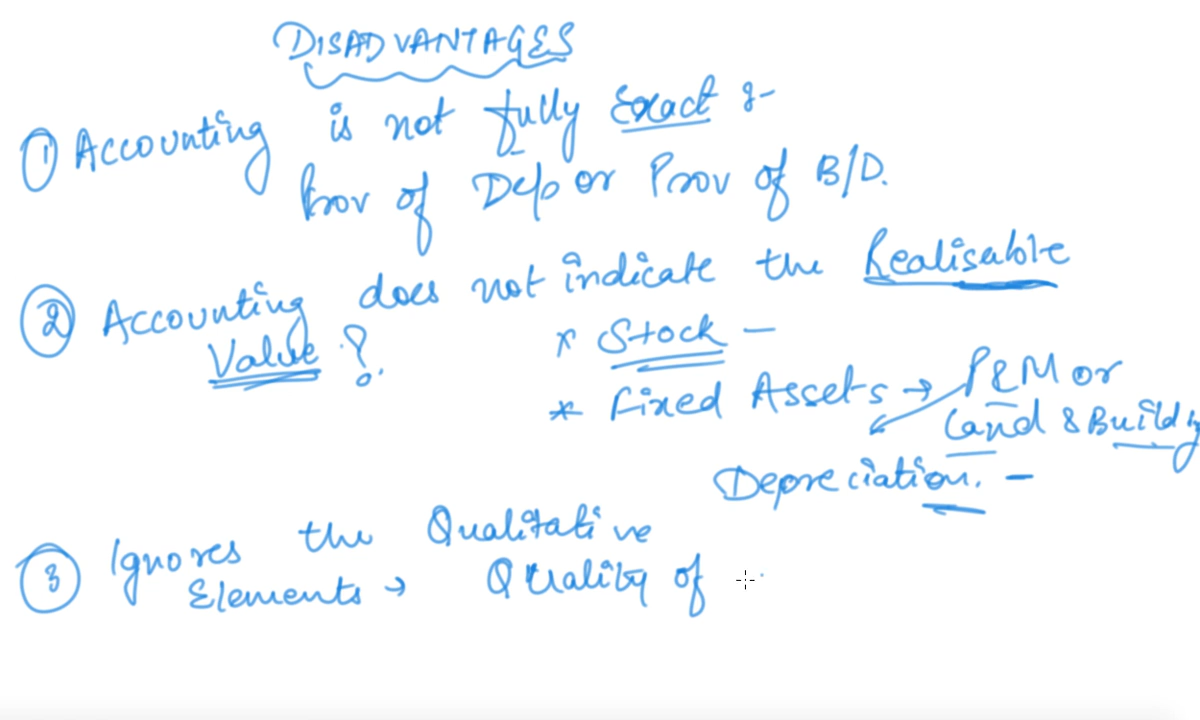 DISADVANTAGES
① Accounting is not fully Exact :-
Prov of Dep or Prov of B/D.
② Accounting does not indicate the Realisable
Value ?
* Stock -
* Fixed Assets → P&M or
Land & Building
Depreciation. -
③ Ignores the Qualitative
Elements → Quality of